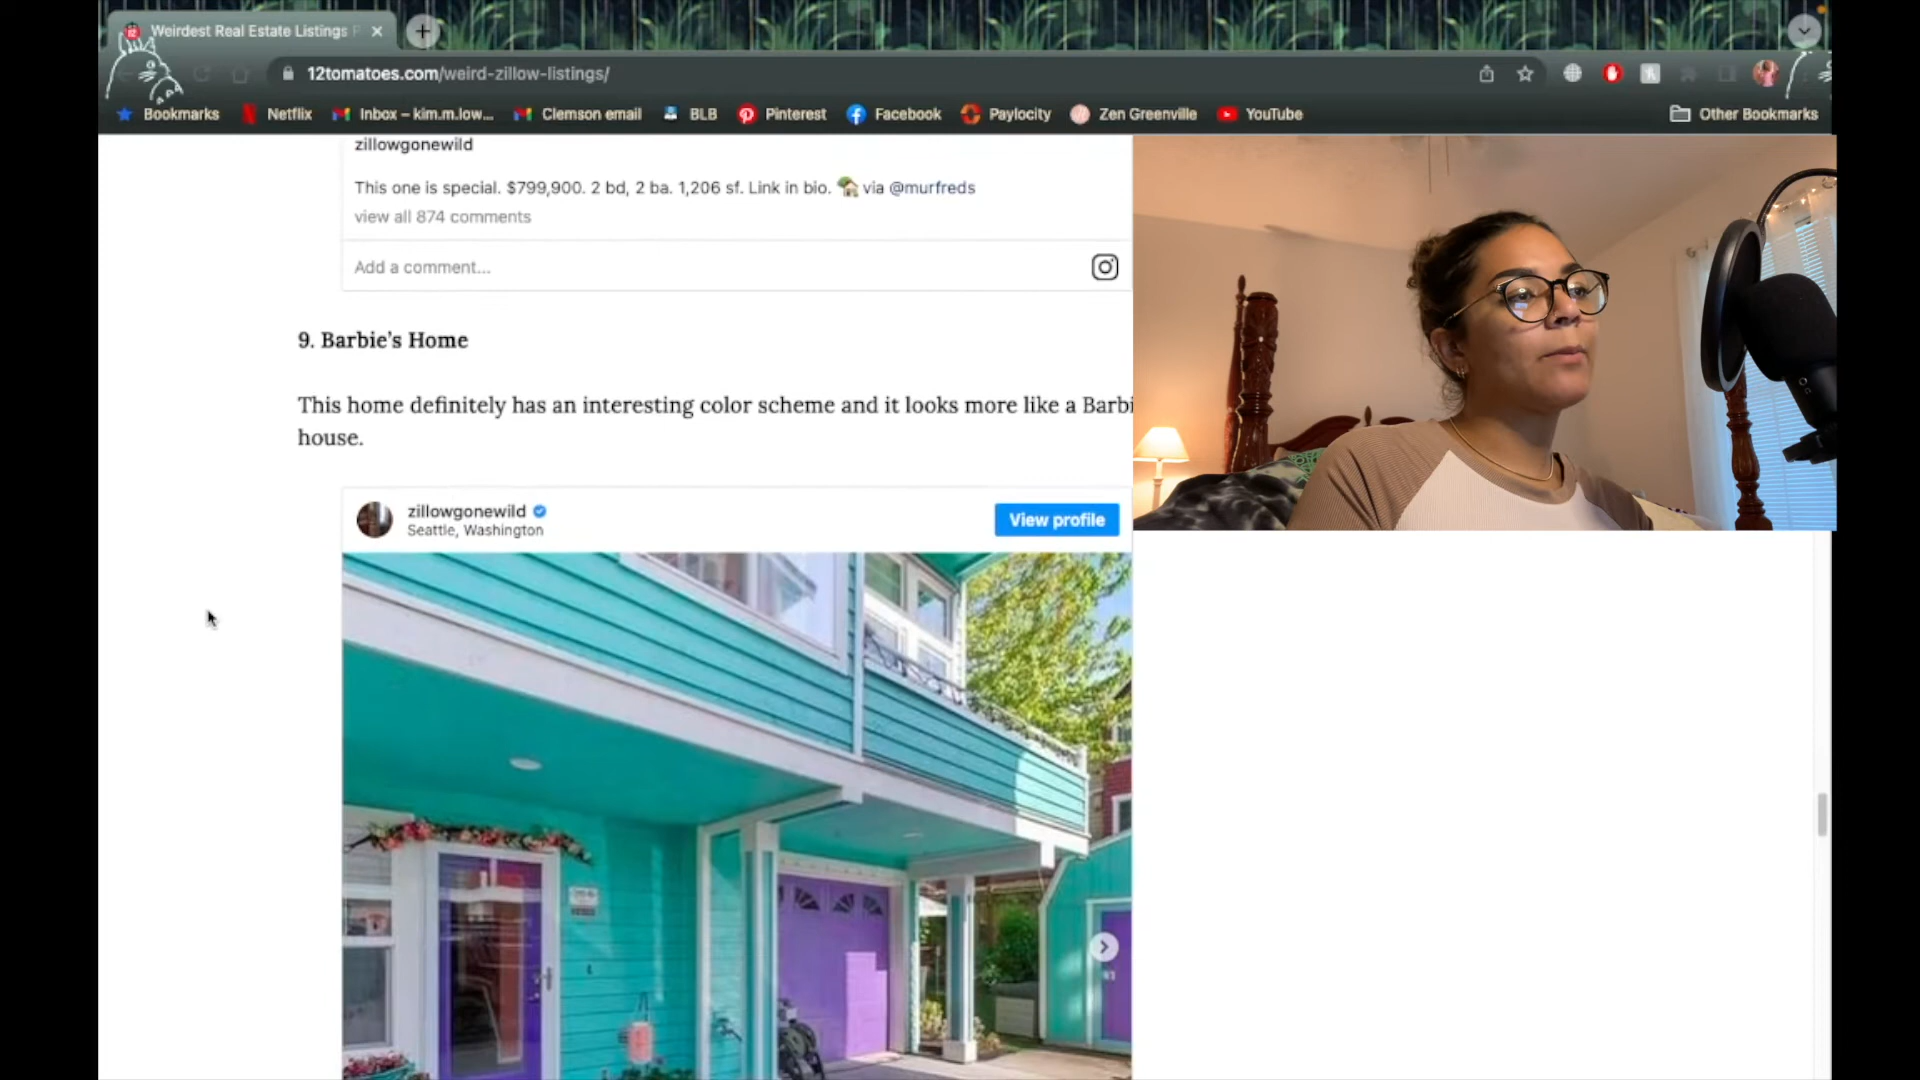 Weirdest Real Estate Listings
12tomatoes.com/weird-zillow-listings/
Bookmarks Netflix Inbox – kim.m.low... Clemson email BLB Pinterest Facebook Paylocity Zen Greenville YouTube Other Bookmarks
zillowgonewild
This one is special. $799,900. 2 bd, 2 ba. 1,206 sf. Link in bio. via @murfreds
view all 874 comments
Add a comment...
9. Barbie's Home
This home definitely has an interesting color scheme and it looks more like a Barbi
house.
zillowgonewild
Seattle, Washington
View profile